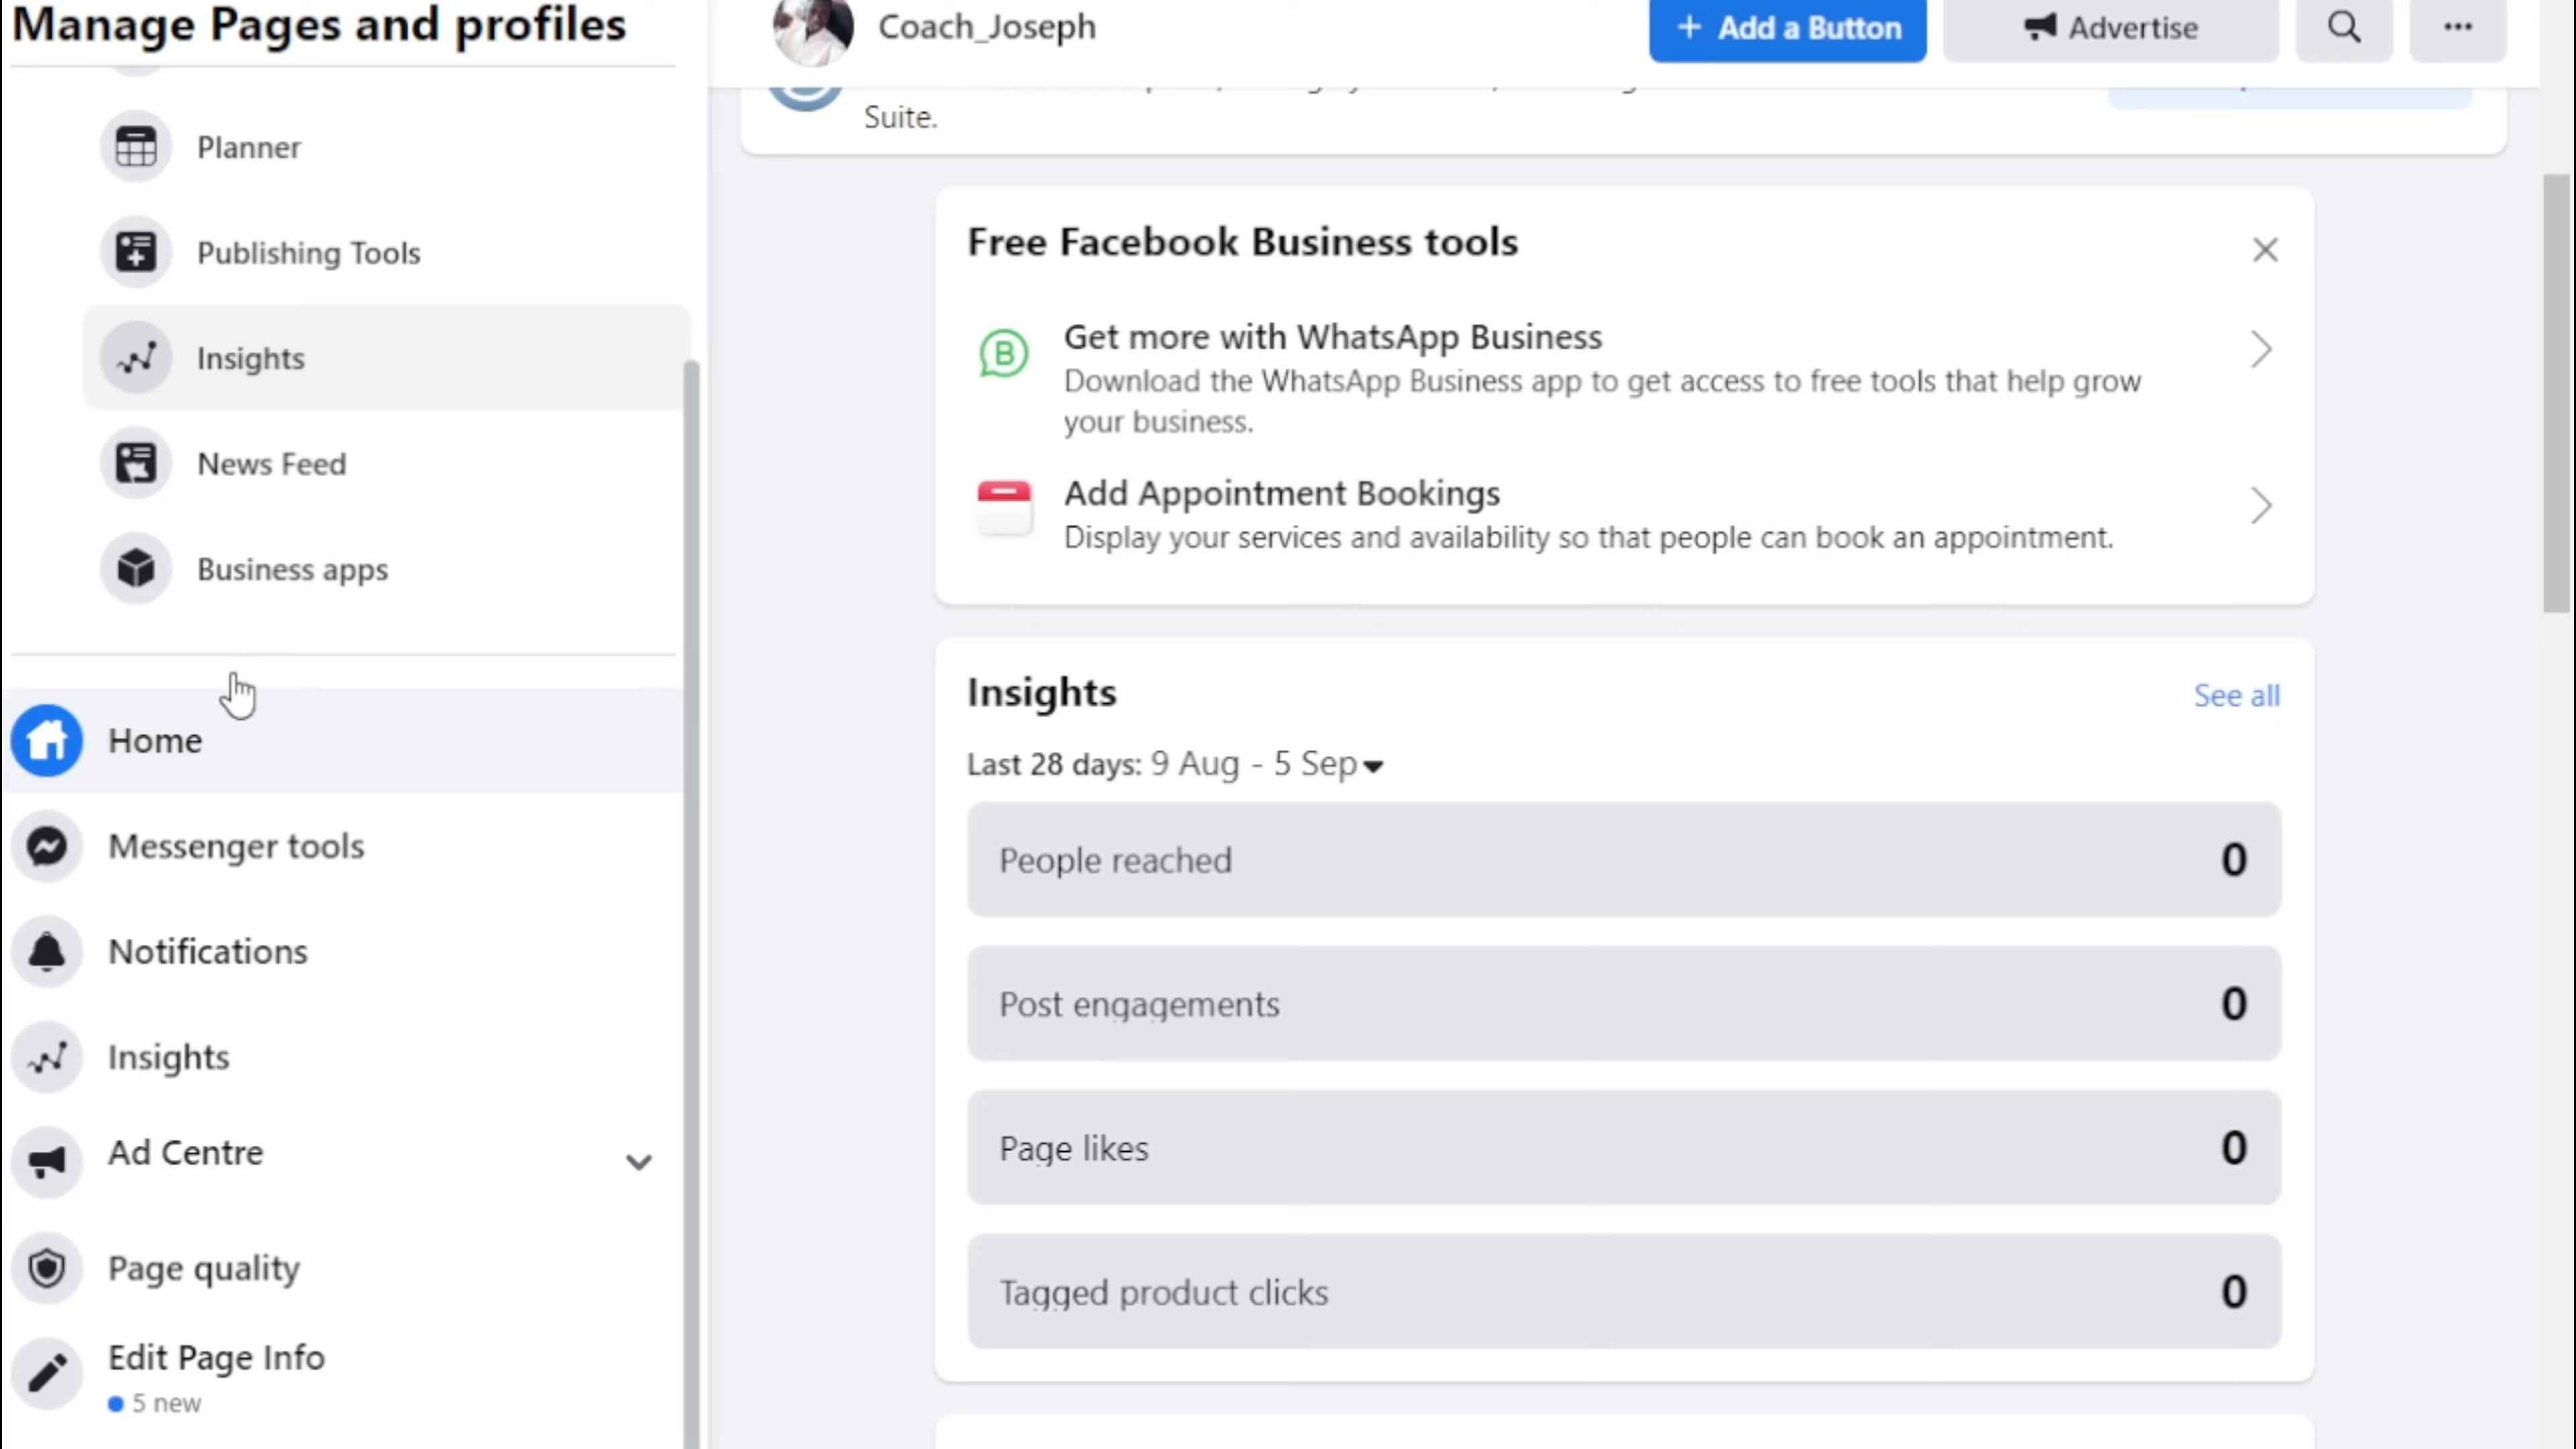 Manage Pages and profiles
Planner
Publishing Tools
Insights
News Feed
Business apps
Home
Messenger tools
Notifications
Insights
Ad Centre
Page quality
Edit Page Info
5 new
Coach_Joseph
+ Add a Button
Advertise
Suite.
Free Facebook Business tools
Get more with WhatsApp Business
Download the WhatsApp Business app to get access to free tools that help grow
your business.
Add Appointment Bookings
Display your services and availability so that people can book an appointment.
Insights
See all
Last 28 days: 9 Aug - 5 Sep
People reached 0
Post engagements 0
Page likes 0
Tagged product clicks 0